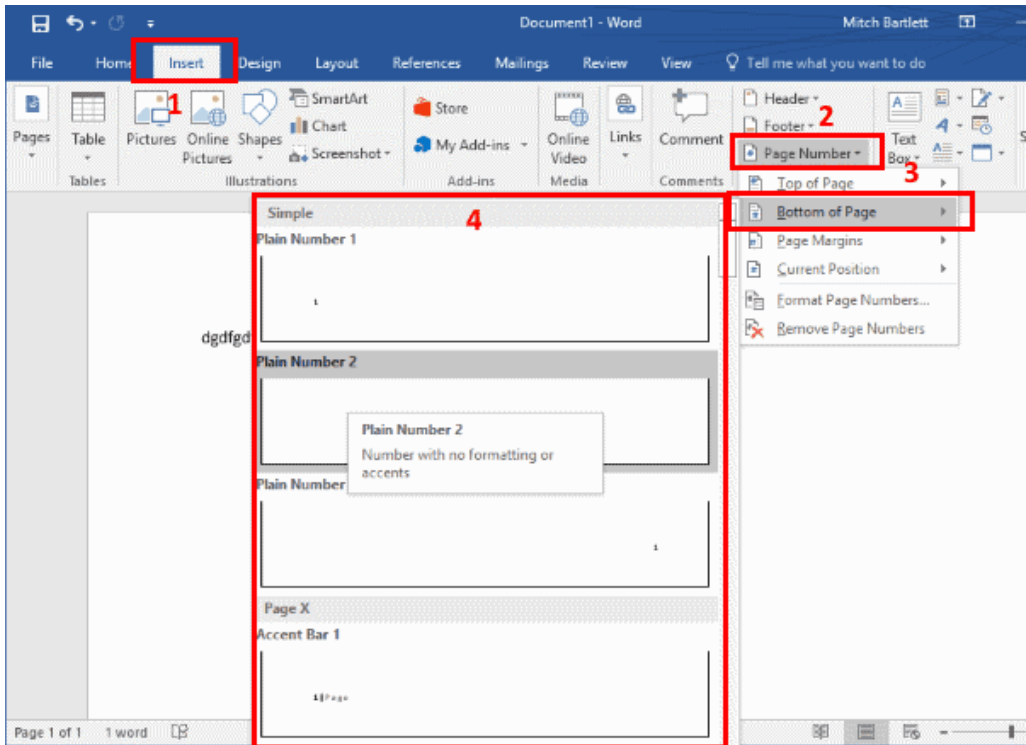 Document1 - Word
Mitch Bartlett
File
Home
Insert
Design
Layout
References
Mailings
Review
View
Tell me what you want to do
1
Pages
Table
Pictures
Online
Pictures
Shapes
SmartArt
Chart
Screenshot
Store
My Add-ins
Online
Video
Links
Comment
Header
Footer
2
Page Number
Text
Box
3
Tables
Illustrations
Add-ins
Media
Comments
Top of Page
Bottom of Page
Page Margins
Current Position
Format Page Numbers...
Remove Page Numbers
Simple
4
Plain Number 1
1
dgdfgd
Plain Number 2
Plain Number 2
Number with no formatting or
accents
Plain Number
1
Page X
Accent Bar 1
1|Page
Page 1 of 1
1 word